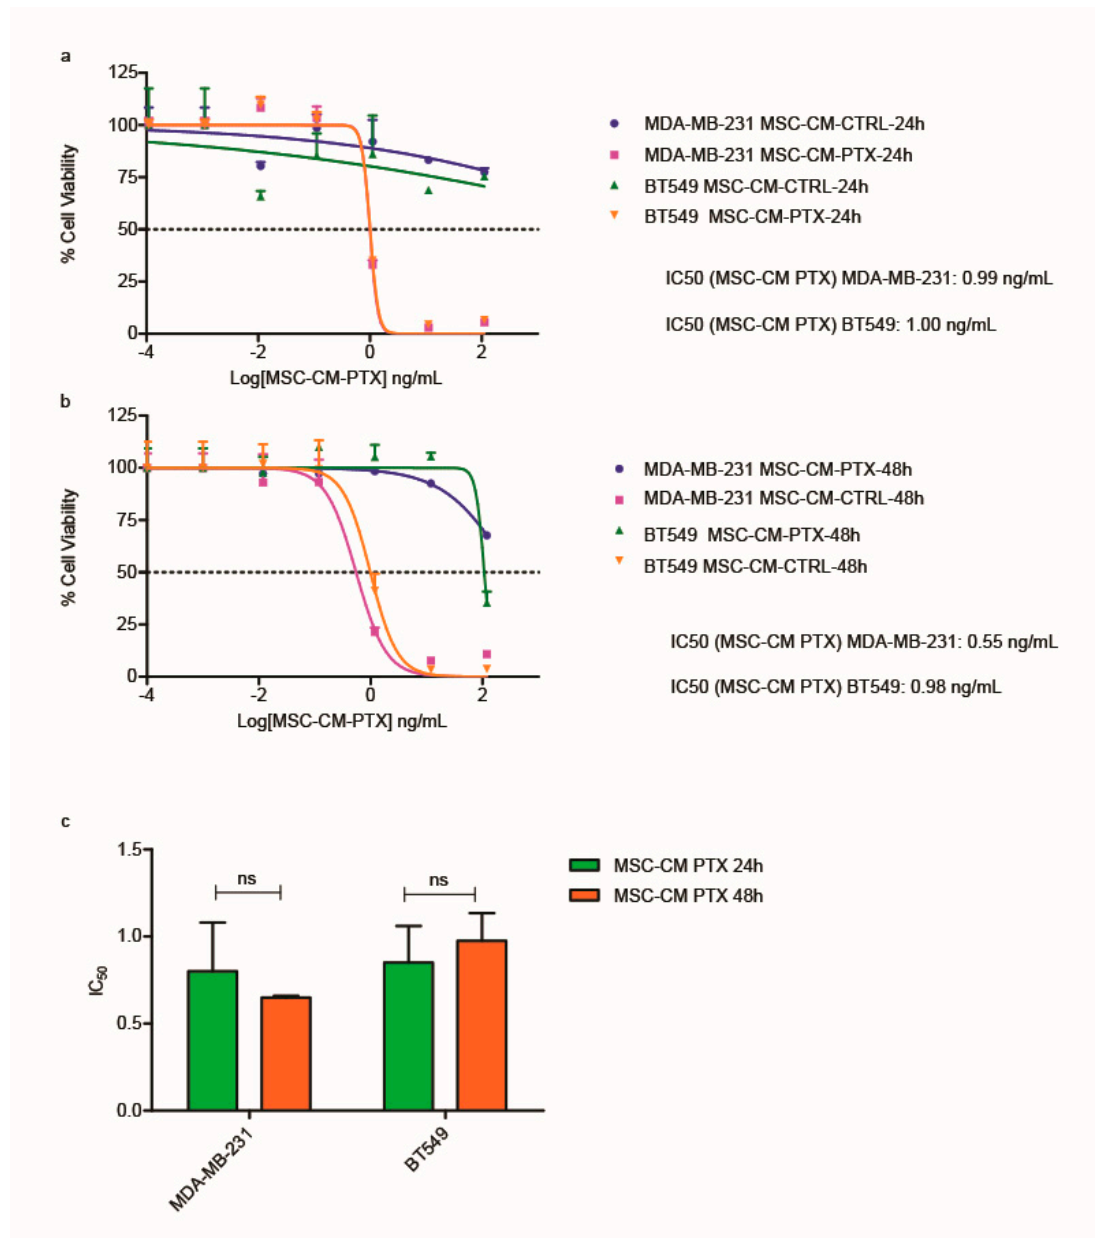 a
125
100
75
50
25
0
% Cell Viability
-4 -2 0 2
Log[MSC-CM-PTX] ng/mL
MDA-MB-231 MSC-CM-CTRL-24h
MDA-MB-231 MSC-CM-PTX-24h
BT549 MSC-CM-CTRL-24h
BT549 MSC-CM-PTX-24h
IC50 (MSC-CM PTX) MDA-MB-231: 0.99 ng/mL
IC50 (MSC-CM PTX) BT549: 1.00 ng/mL
b
125
100
75
50
25
0
% Cell Viability
-4 -2 0 2
Log[MSC-CM-PTX] ng/mL
MDA-MB-231 MSC-CM-PTX-48h
MDA-MB-231 MSC-CM-CTRL-48h
BT549 MSC-CM-PTX-48h
BT549 MSC-CM-CTRL-48h
IC50 (MSC-CM PTX) MDA-MB-231: 0.55 ng/mL
IC50 (MSC-CM PTX) BT549: 0.98 ng/mL
c
1.5
1.0
0.5
0.0
IC50
ns ns
MDA-MB-231
BT549
MSC-CM PTX 24h
MSC-CM PTX 48h